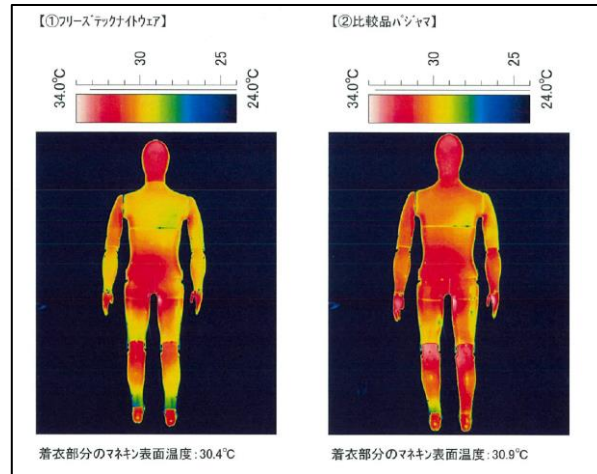 【①フリーズテックナイトウェア】
34.0℃ 30 25 24.0℃
着衣部分のマネキン表面温度:30.4℃
【②比較品パジャマ】
34.0℃ 30 25 24.0℃
着衣部分のマネキン表面温度:30.9℃